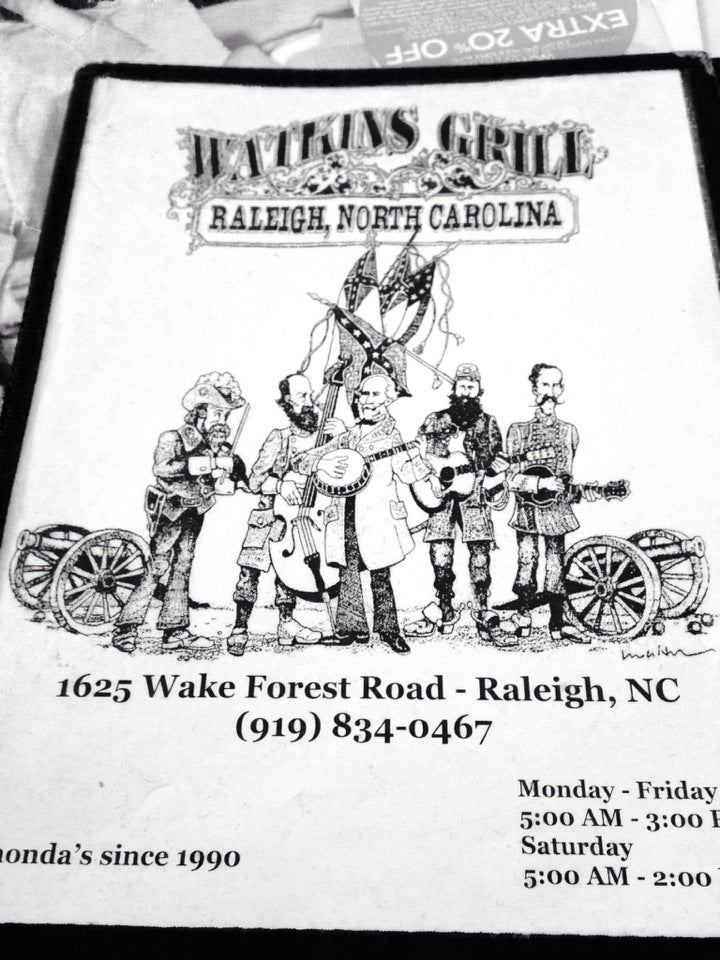 EXTRA 20% OFF
WATKINS GRILL
RALEIGH, NORTH CAROLINA
1625 Wake Forest Road - Raleigh, NC
(919) 834-0467
Monday - Friday
5:00 AM - 3:00
Saturday
5:00 AM - 2:00
since 1990